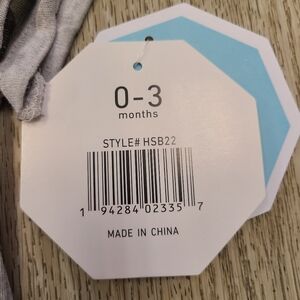 0-3
months
STYLE# HSB22
1 94284 02335 7
MADE IN CHINA